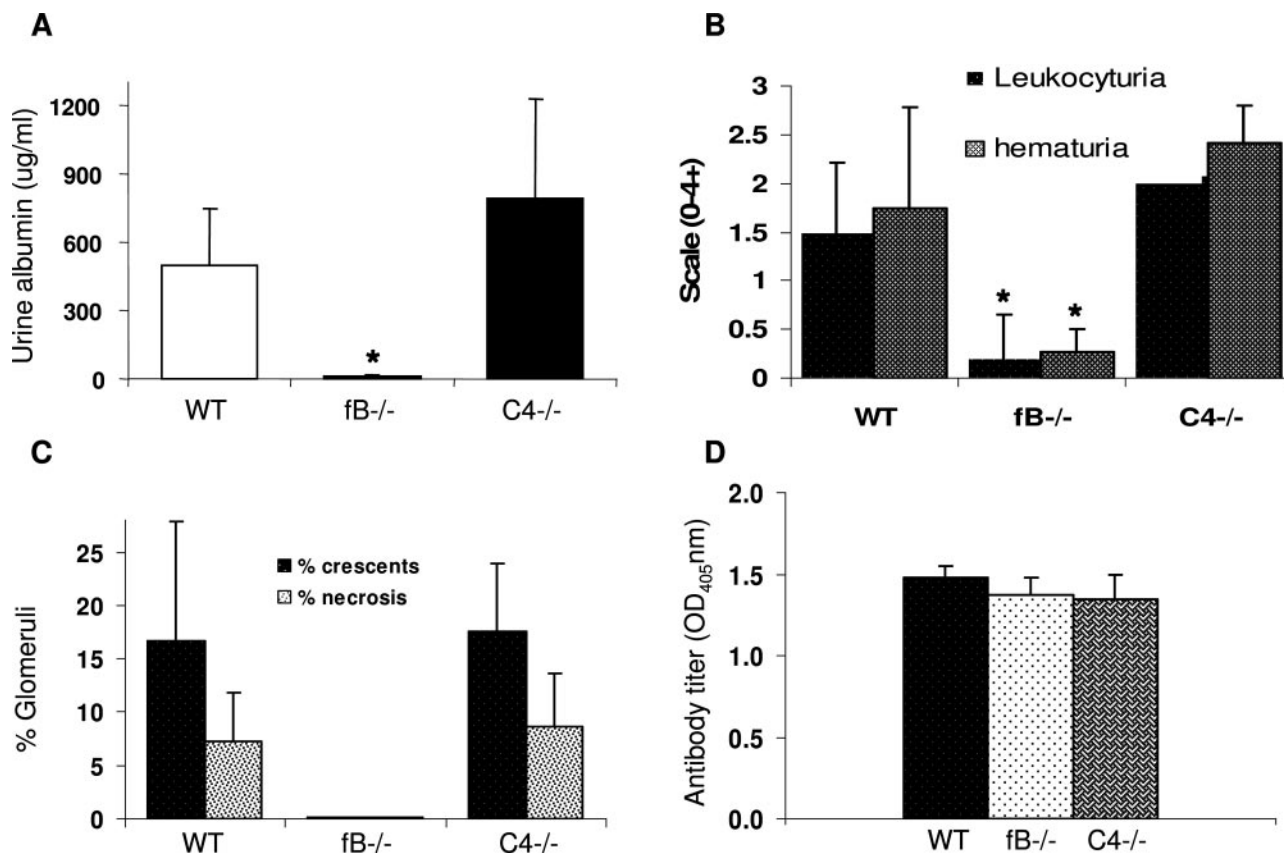 A
Urine albumin (ug/ml)
1200
900
600
300
0
*
WT
fB-/-
C4-/-
B
Scale (0-4+)
3
2.5
2
1.5
1
0.5
0
Leukocyturia
hematuria
*
*
WT
fB-/-
C4-/-
C
% Glomeruli
25
20
15
10
5
0
% crescents
% necrosis
WT
fB-/-
C4-/-
D
Antibody titer (OD405nm)
2.0
1.5
1.0
0.5
0.0
WT
fB-/-
C4-/-